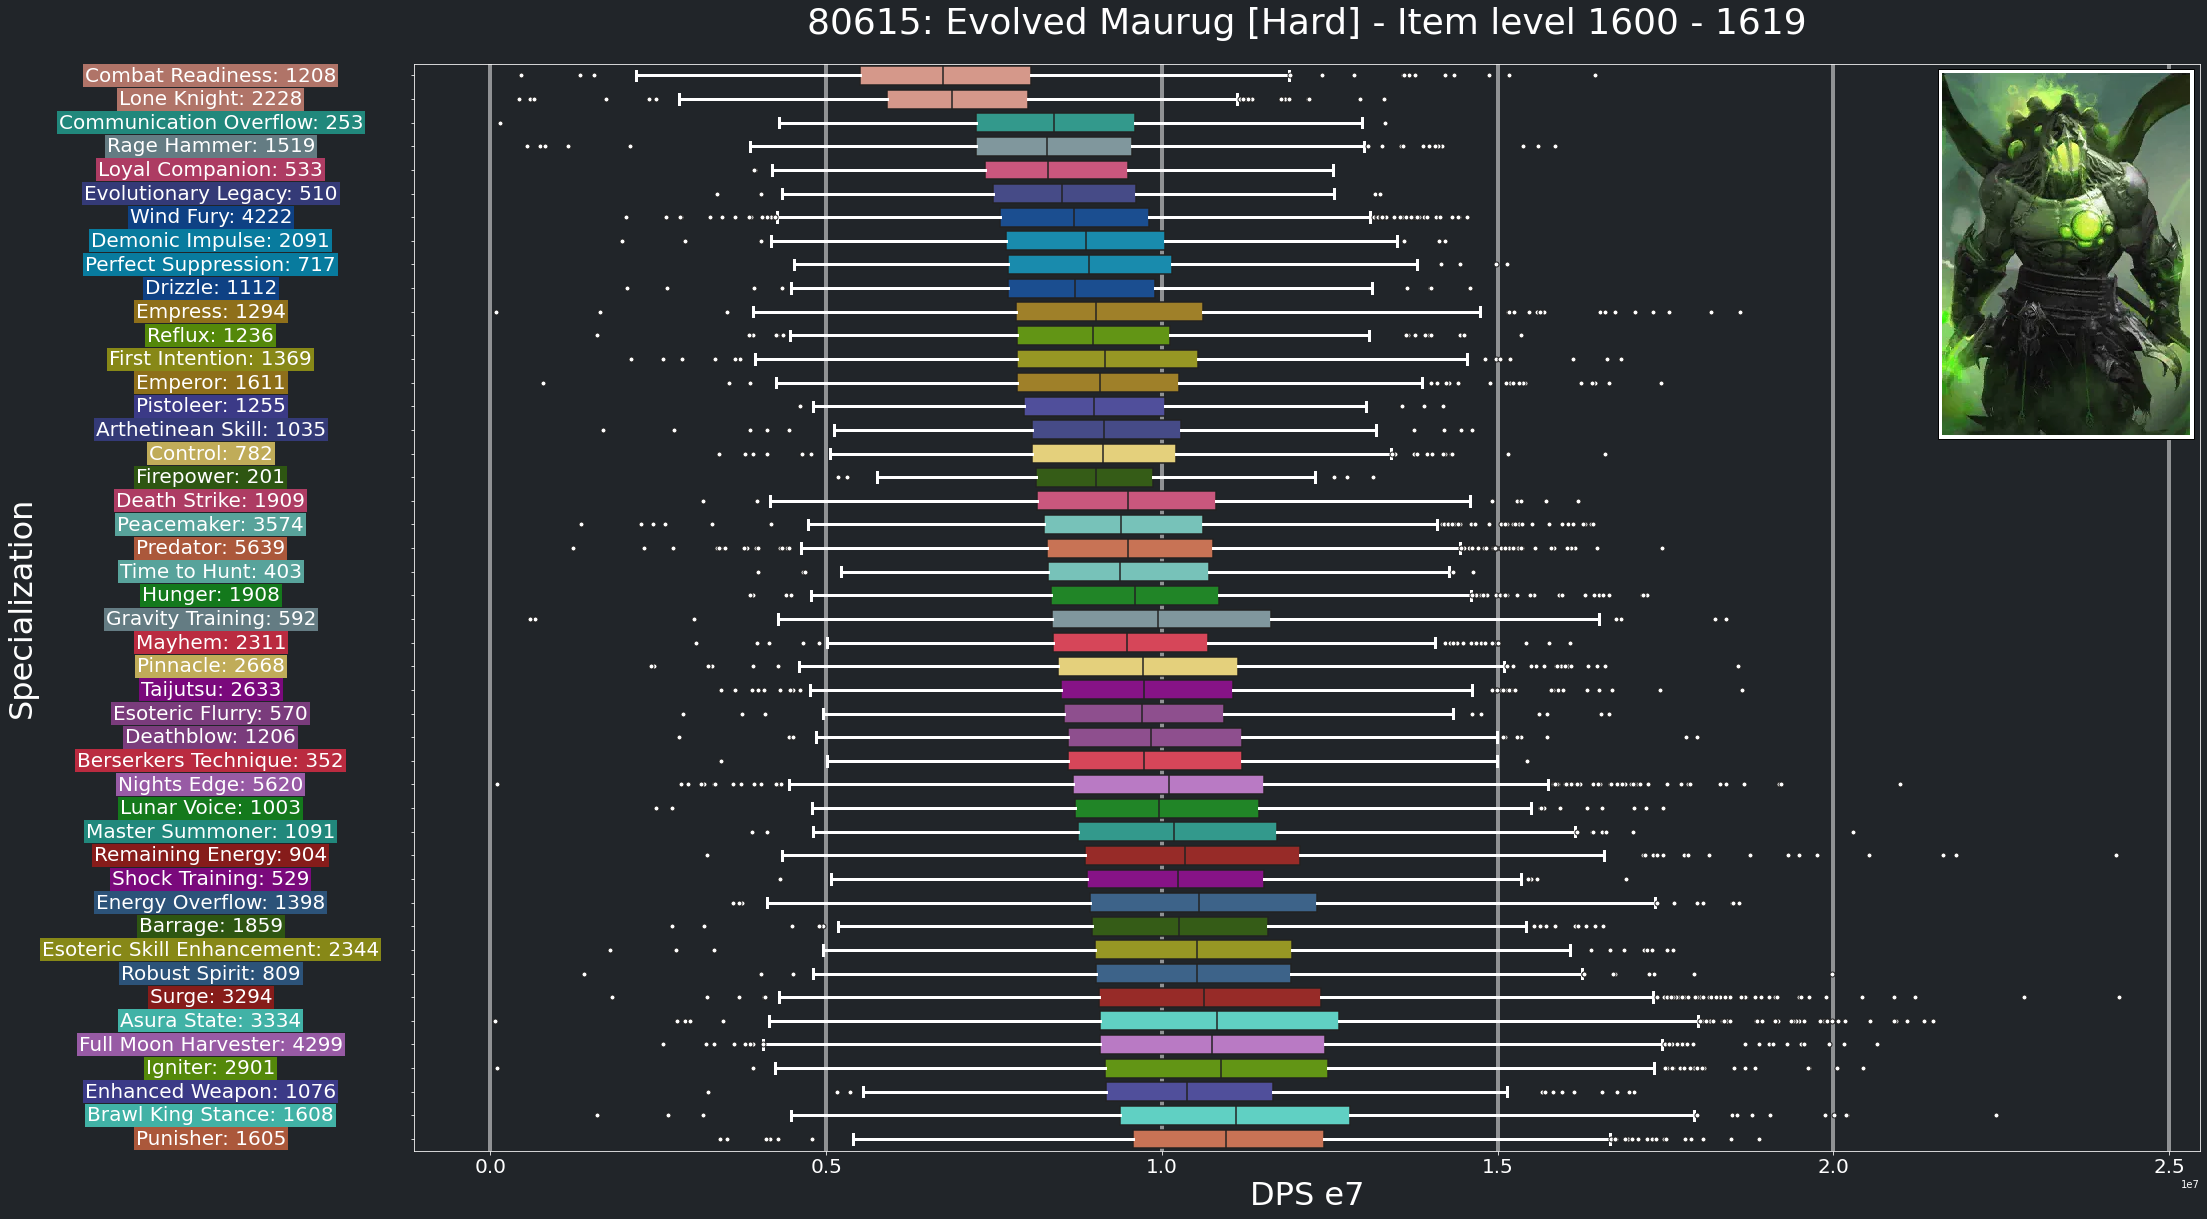 80615: Evolved Maurug [Hard] - Item level 1600 - 1619
Specialization
Combat Readiness: 1208
Lone Knight: 2228
Communication Overflow: 253
Rage Hammer: 1519
Loyal Companion: 533
Evolutionary Legacy: 510
Wind Fury: 4222
Demonic Impulse: 2091
Perfect Suppression: 717
Drizzle: 1112
Empress: 1294
Reflux: 1236
First Intention: 1369
Emperor: 1611
Pistoleer: 1255
Arthetinean Skill: 1035
Control: 782
Firepower: 201
Death Strike: 1909
Peacemaker: 3574
Predator: 5639
Time to Hunt: 403
Hunger: 1908
Gravity Training: 592
Mayhem: 2311
Pinnacle: 2668
Taijutsu: 2633
Esoteric Flurry: 570
Deathblow: 1206
Berserkers Technique: 352
Nights Edge: 5620
Lunar Voice: 1003
Master Summoner: 1091
Remaining Energy: 904
Shock Training: 529
Energy Overflow: 1398
Barrage: 1859
Esoteric Skill Enhancement: 2344
Robust Spirit: 809
Surge: 3294
Asura State: 3334
Full Moon Harvester: 4299
Igniter: 2901
Enhanced Weapon: 1076
Brawl King Stance: 1608
Punisher: 1605
0.0 0.5 1.0 1.5 2.0 2.5
1e7
DPS e7